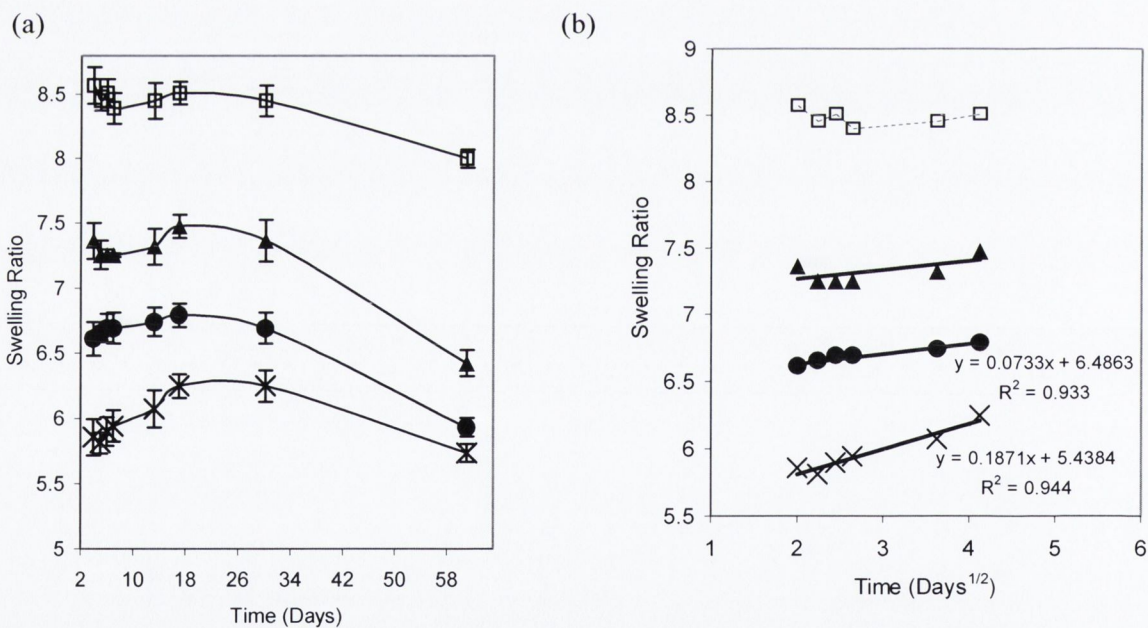 (a)
8.5
8
7.5
7
6.5
6
5.5
5
Swelling Ratio
2 10 18 26 34 42 50 58
Time (Days)
(b)
9
8.5
8
7.5
7
6.5
6
5.5
Swelling Ratio
y = 0.0733x + 6.4863
R² = 0.933
y = 0.1871x + 5.4384
R² = 0.944
1 2 3 4 5 6
Time (Days^1/2)